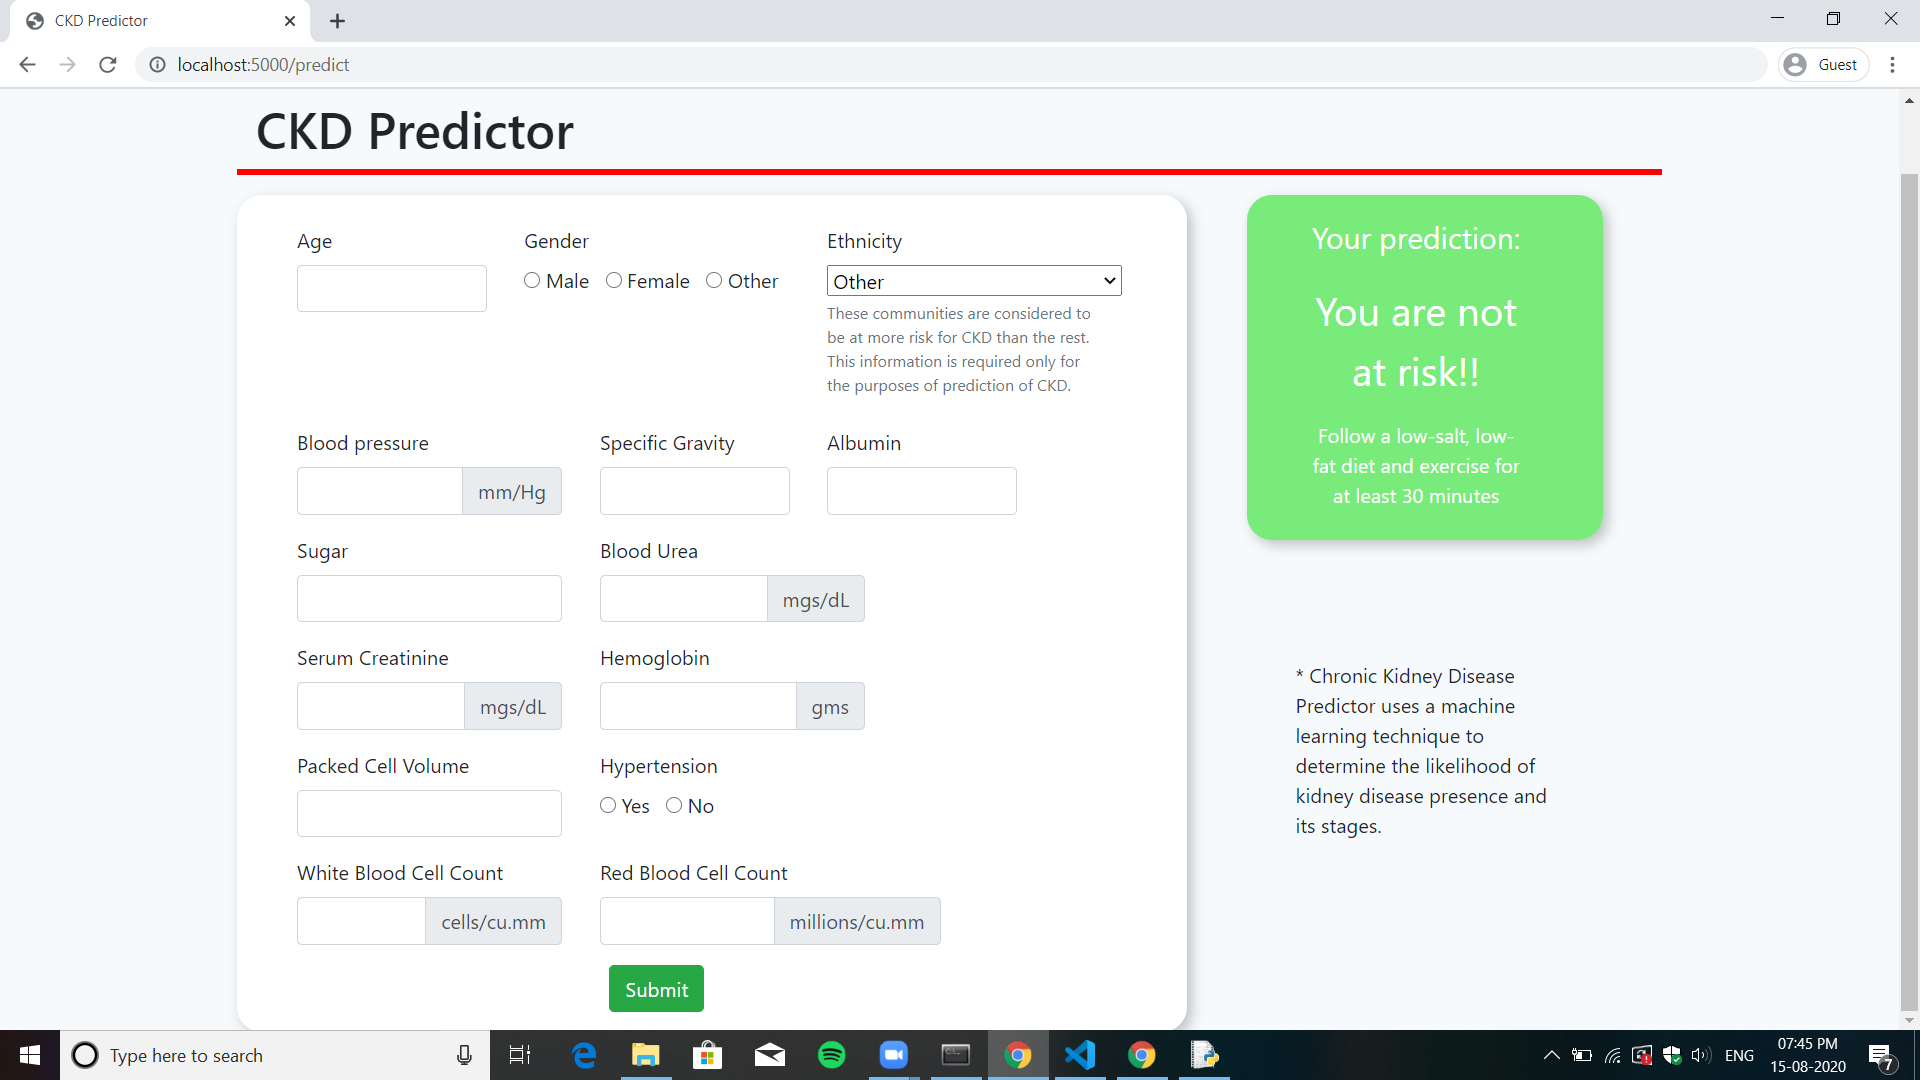 CKD Predictor
localhost:5000/predict
Guest
CKD Predictor
Age
Gender
Ethnicity
Male
Female
Other
Other
These communities are considered to
be at more risk for CKD than the rest.
This information is required only for
the purposes of prediction of CKD.
Blood pressure
Specific Gravity
Albumin
mm/Hg
Sugar
Blood Urea
mgs/dL
Serum Creatinine
Hemoglobin
mgs/dL
gms
Packed Cell Volume
Hypertension
Yes
No
White Blood Cell Count
Red Blood Cell Count
cells/cu.mm
millions/cu.mm
Submit
Your prediction:
You are not
at risk!!
Follow a low-salt, low-
fat diet and exercise for
at least 30 minutes
* Chronic Kidney Disease
Predictor uses a machine
learning technique to
determine the likelihood of
kidney disease presence and
its stages.
Type here to search
ENG
07:45 PM
15-08-2020
7